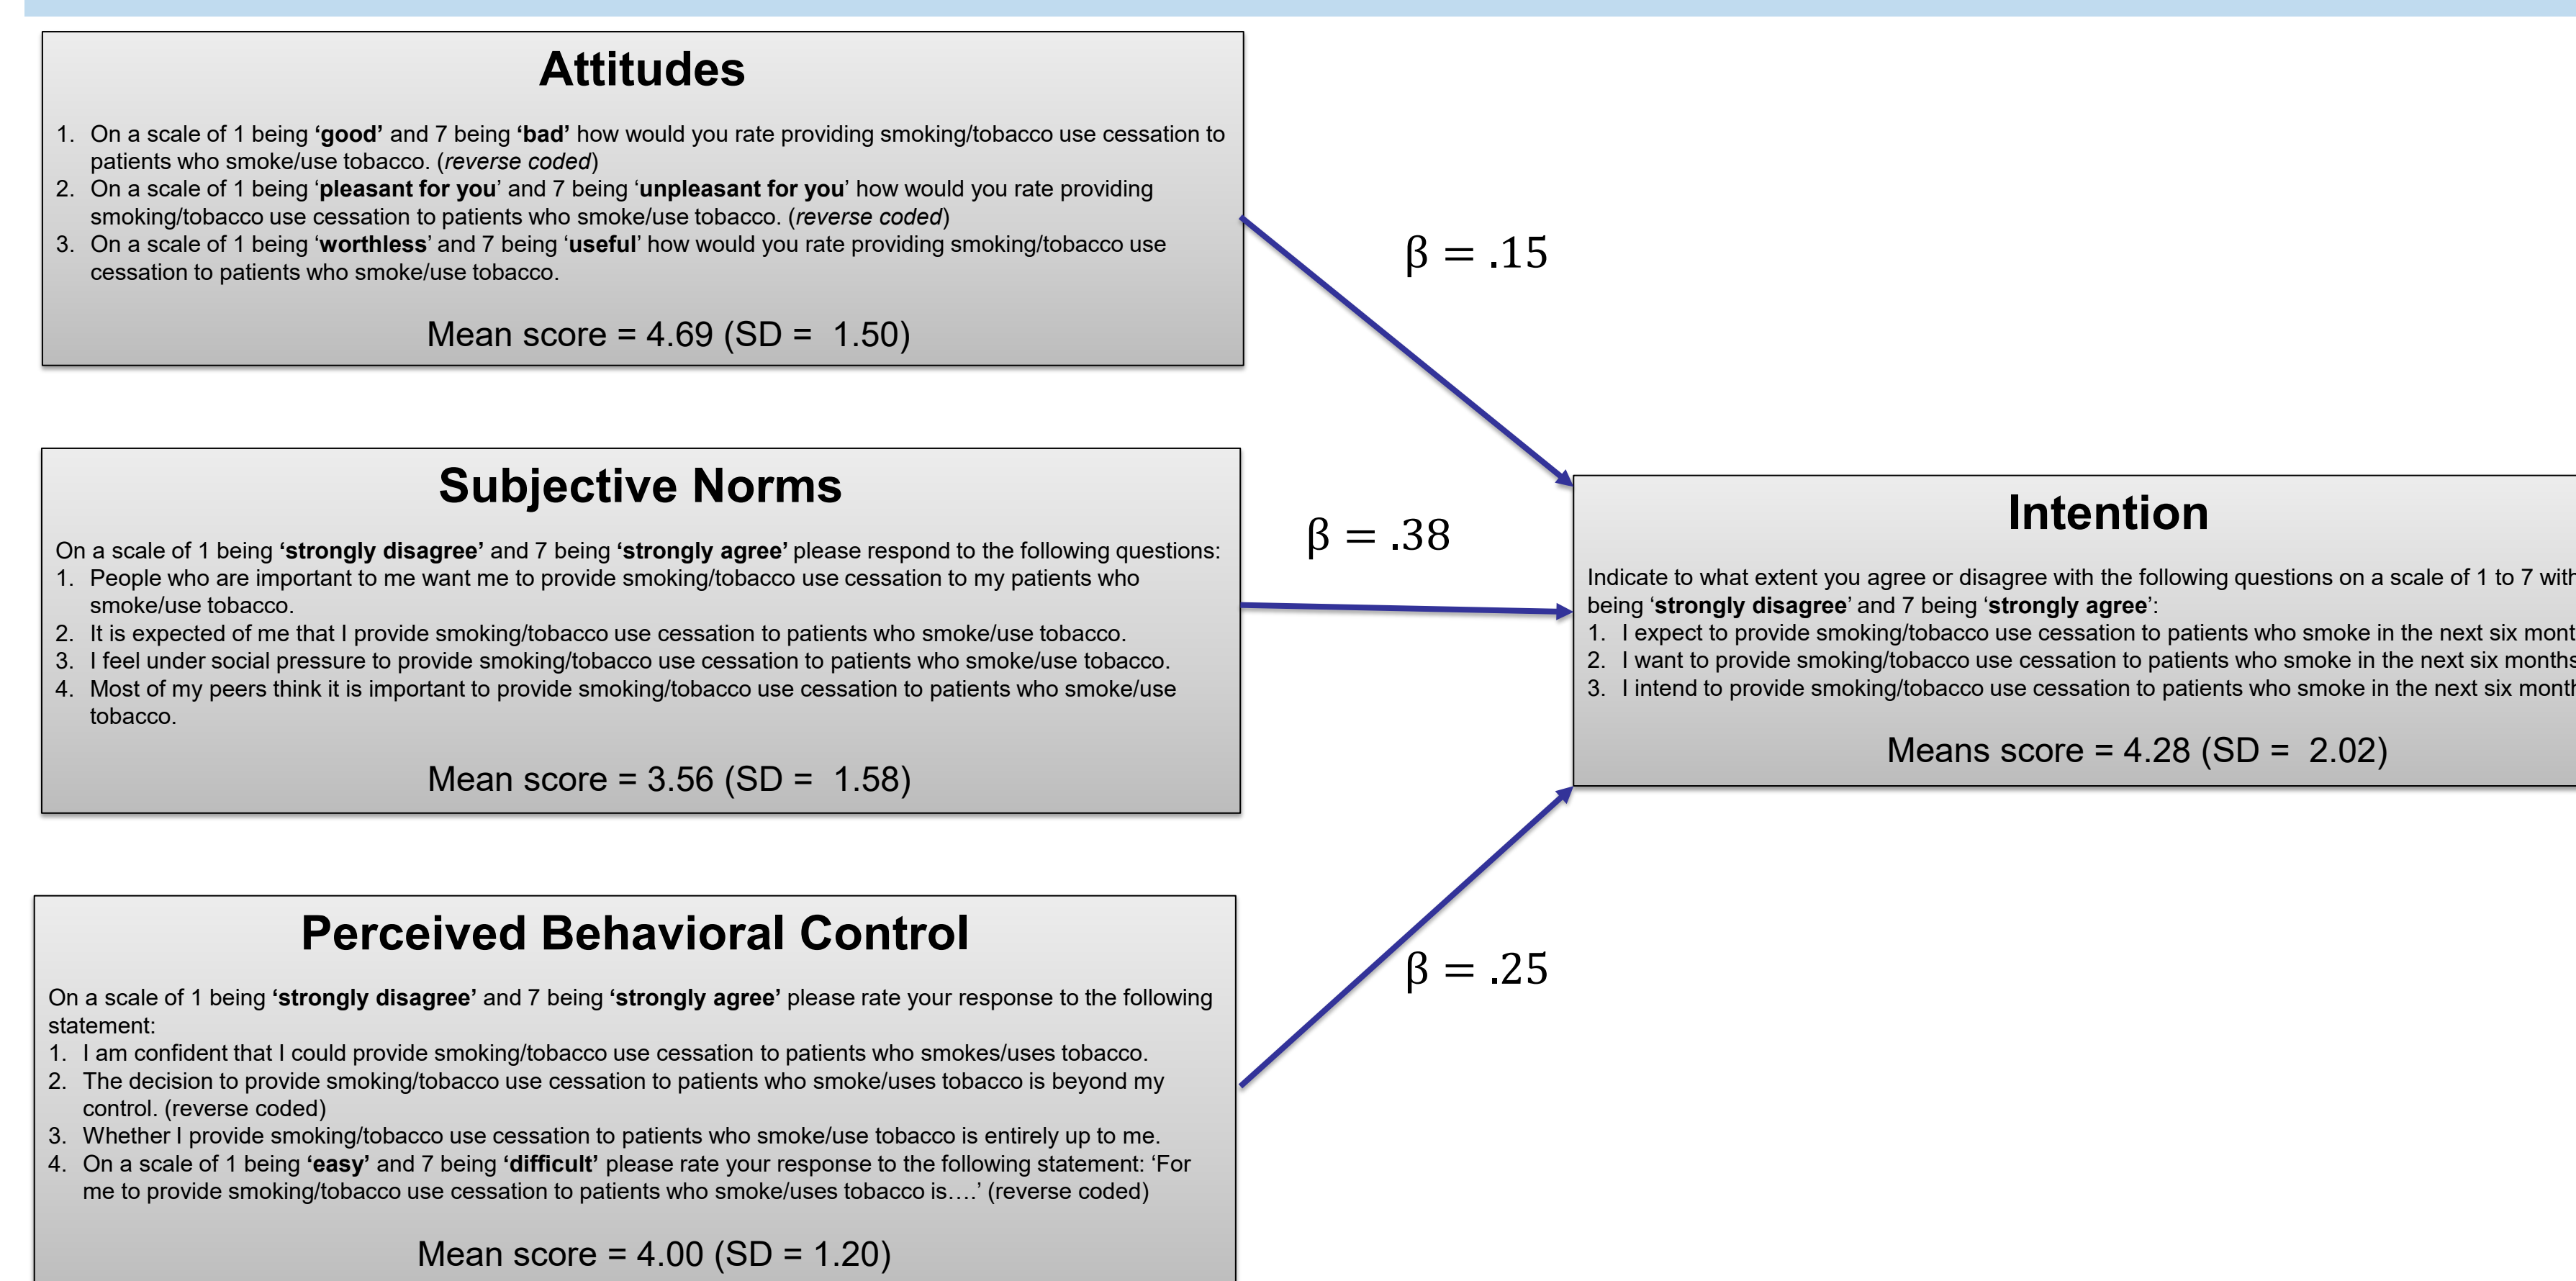 Attitudes
1. On a scale of 1 being ‘good’ and 7 being ‘bad’ how would you rate providing smoking/tobacco use cessation to
patients who smoke/use tobacco. (reverse coded)
2. On a scale of 1 being ‘pleasant for you’ and 7 being ‘unpleasant for you’ how would you rate providing
smoking/tobacco use cessation to patients who smoke/use tobacco. (reverse coded)
3. On a scale of 1 being ‘worthless’ and 7 being ‘useful’ how would you rate providing smoking/tobacco use
cessation to patients who smoke/use tobacco.
Mean score = 4.69 (SD = 1.50)
β = .15
Subjective Norms
On a scale of 1 being ‘strongly disagree’ and 7 being ‘strongly agree’ please respond to the following questions:
1. People who are important to me want me to provide smoking/tobacco use cessation to my patients who
smoke/use tobacco.
2. It is expected of me that I provide smoking/tobacco use cessation to patients who smoke/use tobacco.
3. I feel under social pressure to provide smoking/tobacco use cessation to patients who smoke/use tobacco.
4. Most of my peers think it is important to provide smoking/tobacco use cessation to patients who smoke/use
tobacco.
Mean score = 3.56 (SD = 1.58)
β = .38
Intention
Indicate to what extent you agree or disagree with the following questions on a scale of 1 to 7
being ‘strongly disagree’ and 7 being ‘strongly agree’:
1. I expect to provide smoking/tobacco use cessation to patients who smoke in the next six
2. I want to provide smoking/tobacco use cessation to patients who smoke in the next six months
3. I intend to provide smoking/tobacco use cessation to patients who smoke in the next six
Means score = 4.28 (SD = 2.02)
Perceived Behavioral Control
On a scale of 1 being ‘strongly disagree’ and 7 being ‘strongly agree’ please rate your response to the following
statement:
1. I am confident that I could provide smoking/tobacco use cessation to patients who smokes/uses tobacco.
2. The decision to provide smoking/tobacco use cessation to patients who smoke/uses tobacco is beyond my
control. (reverse coded)
3. Whether I provide smoking/tobacco use cessation to patients who smoke/use tobacco is entirely up to me.
4. On a scale of 1 being ‘easy’ and 7 being ‘difficult’ please rate your response to the following statement: ‘For
me to provide smoking/tobacco use cessation to patients who smoke/uses tobacco is….’ (reverse coded)
Mean score = 4.00 (SD = 1.20)
β = .25